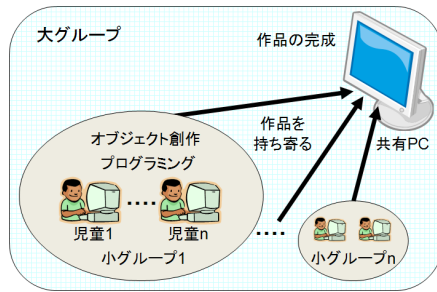 大グループ
作品の完成
オブジェクト創作
プログラミング
作品を
持ち寄る
共有PC
‥‥
児童1
児童n
小グループ1
‥‥
小グループn